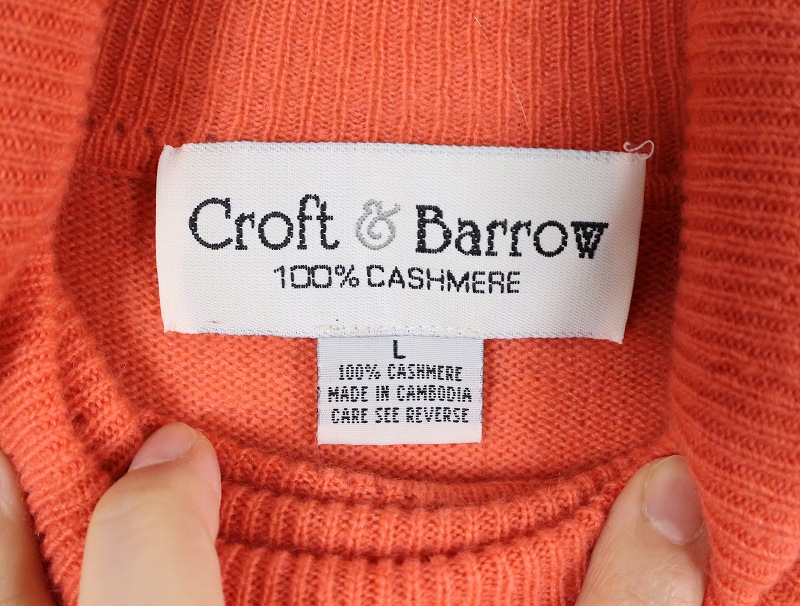 Croft & Barrow
100% CASHMERE
L
100% CASHMERE
MADE IN CAMBODIA
CARE SEE REVERSE